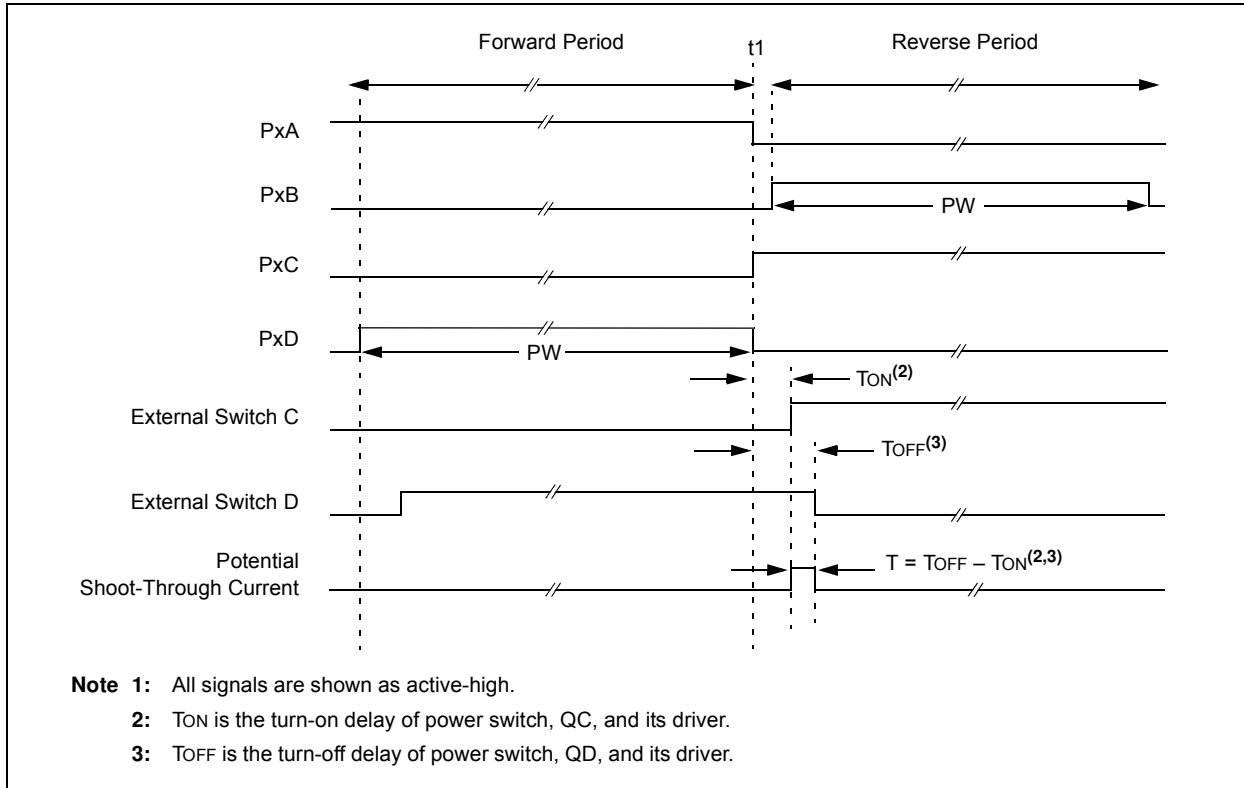 Forward Period
t1
Reverse Period
PxA
PxB
PW
PxC
PxD
PW
TON(2)
External Switch C
TOFF(3)
External Switch D
Potential
Shoot-Through Current
T = TOFF – TON(2,3)
Note 1: All signals are shown as active-high.
2: TON is the turn-on delay of power switch, QC, and its driver.
3: TOFF is the turn-off delay of power switch, QD, and its driver.